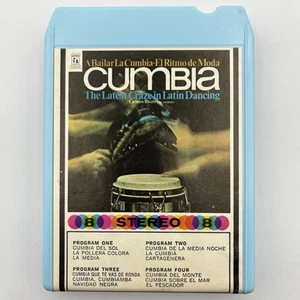 A Bailar La Cumbia-El Ritmo de Moda
CUMBIA
The Latest Craze in Latin Dancing
8 STEREO 8
PROGRAM ONE
CUMBIA DEL SOL
LA POLLERA COLORA
LA MEDIA
PROGRAM TWO
CUMBIA DE LA MEDIA NOCHE
LA CUMBIA
CARTAGENERA
PROGRAM THREE
CUMBIA QUE TE VAS DE RONDA
CUMBIA, CUMBIAMBA
NAVIDAD NEGRA
PROGRAM FOUR
CUMBIA DEL MONTE
CUMBIA SOBRE EL MAR
EL PESCADOR